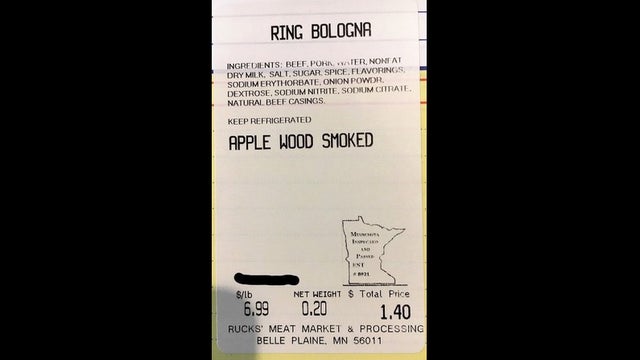 RING BOLOGNA
INGREDIENTS: BEEF, PORK, WATER, NONFAT
DRY MILK, SALT, SUGAR, SPICE, FLAVORINGS,
SODIUM ERYTHORBATE, ONION POWDR,
DEXTROSE, SODIUM NITRITE, SODIUM CITRATE.
NATURAL BEEF CASINGS.
KEEP REFRIGERATED
APPLE WOOD SMOKED
MINNESOTA
INSPECTED
AND
PASSED
EST
# 0921
$/lb NET WEIGHT $ Total Price
6.99 0.20 1.40
RUCKS' MEAT MARKET & PROCESSING
BELLE PLAINE, MN 56011